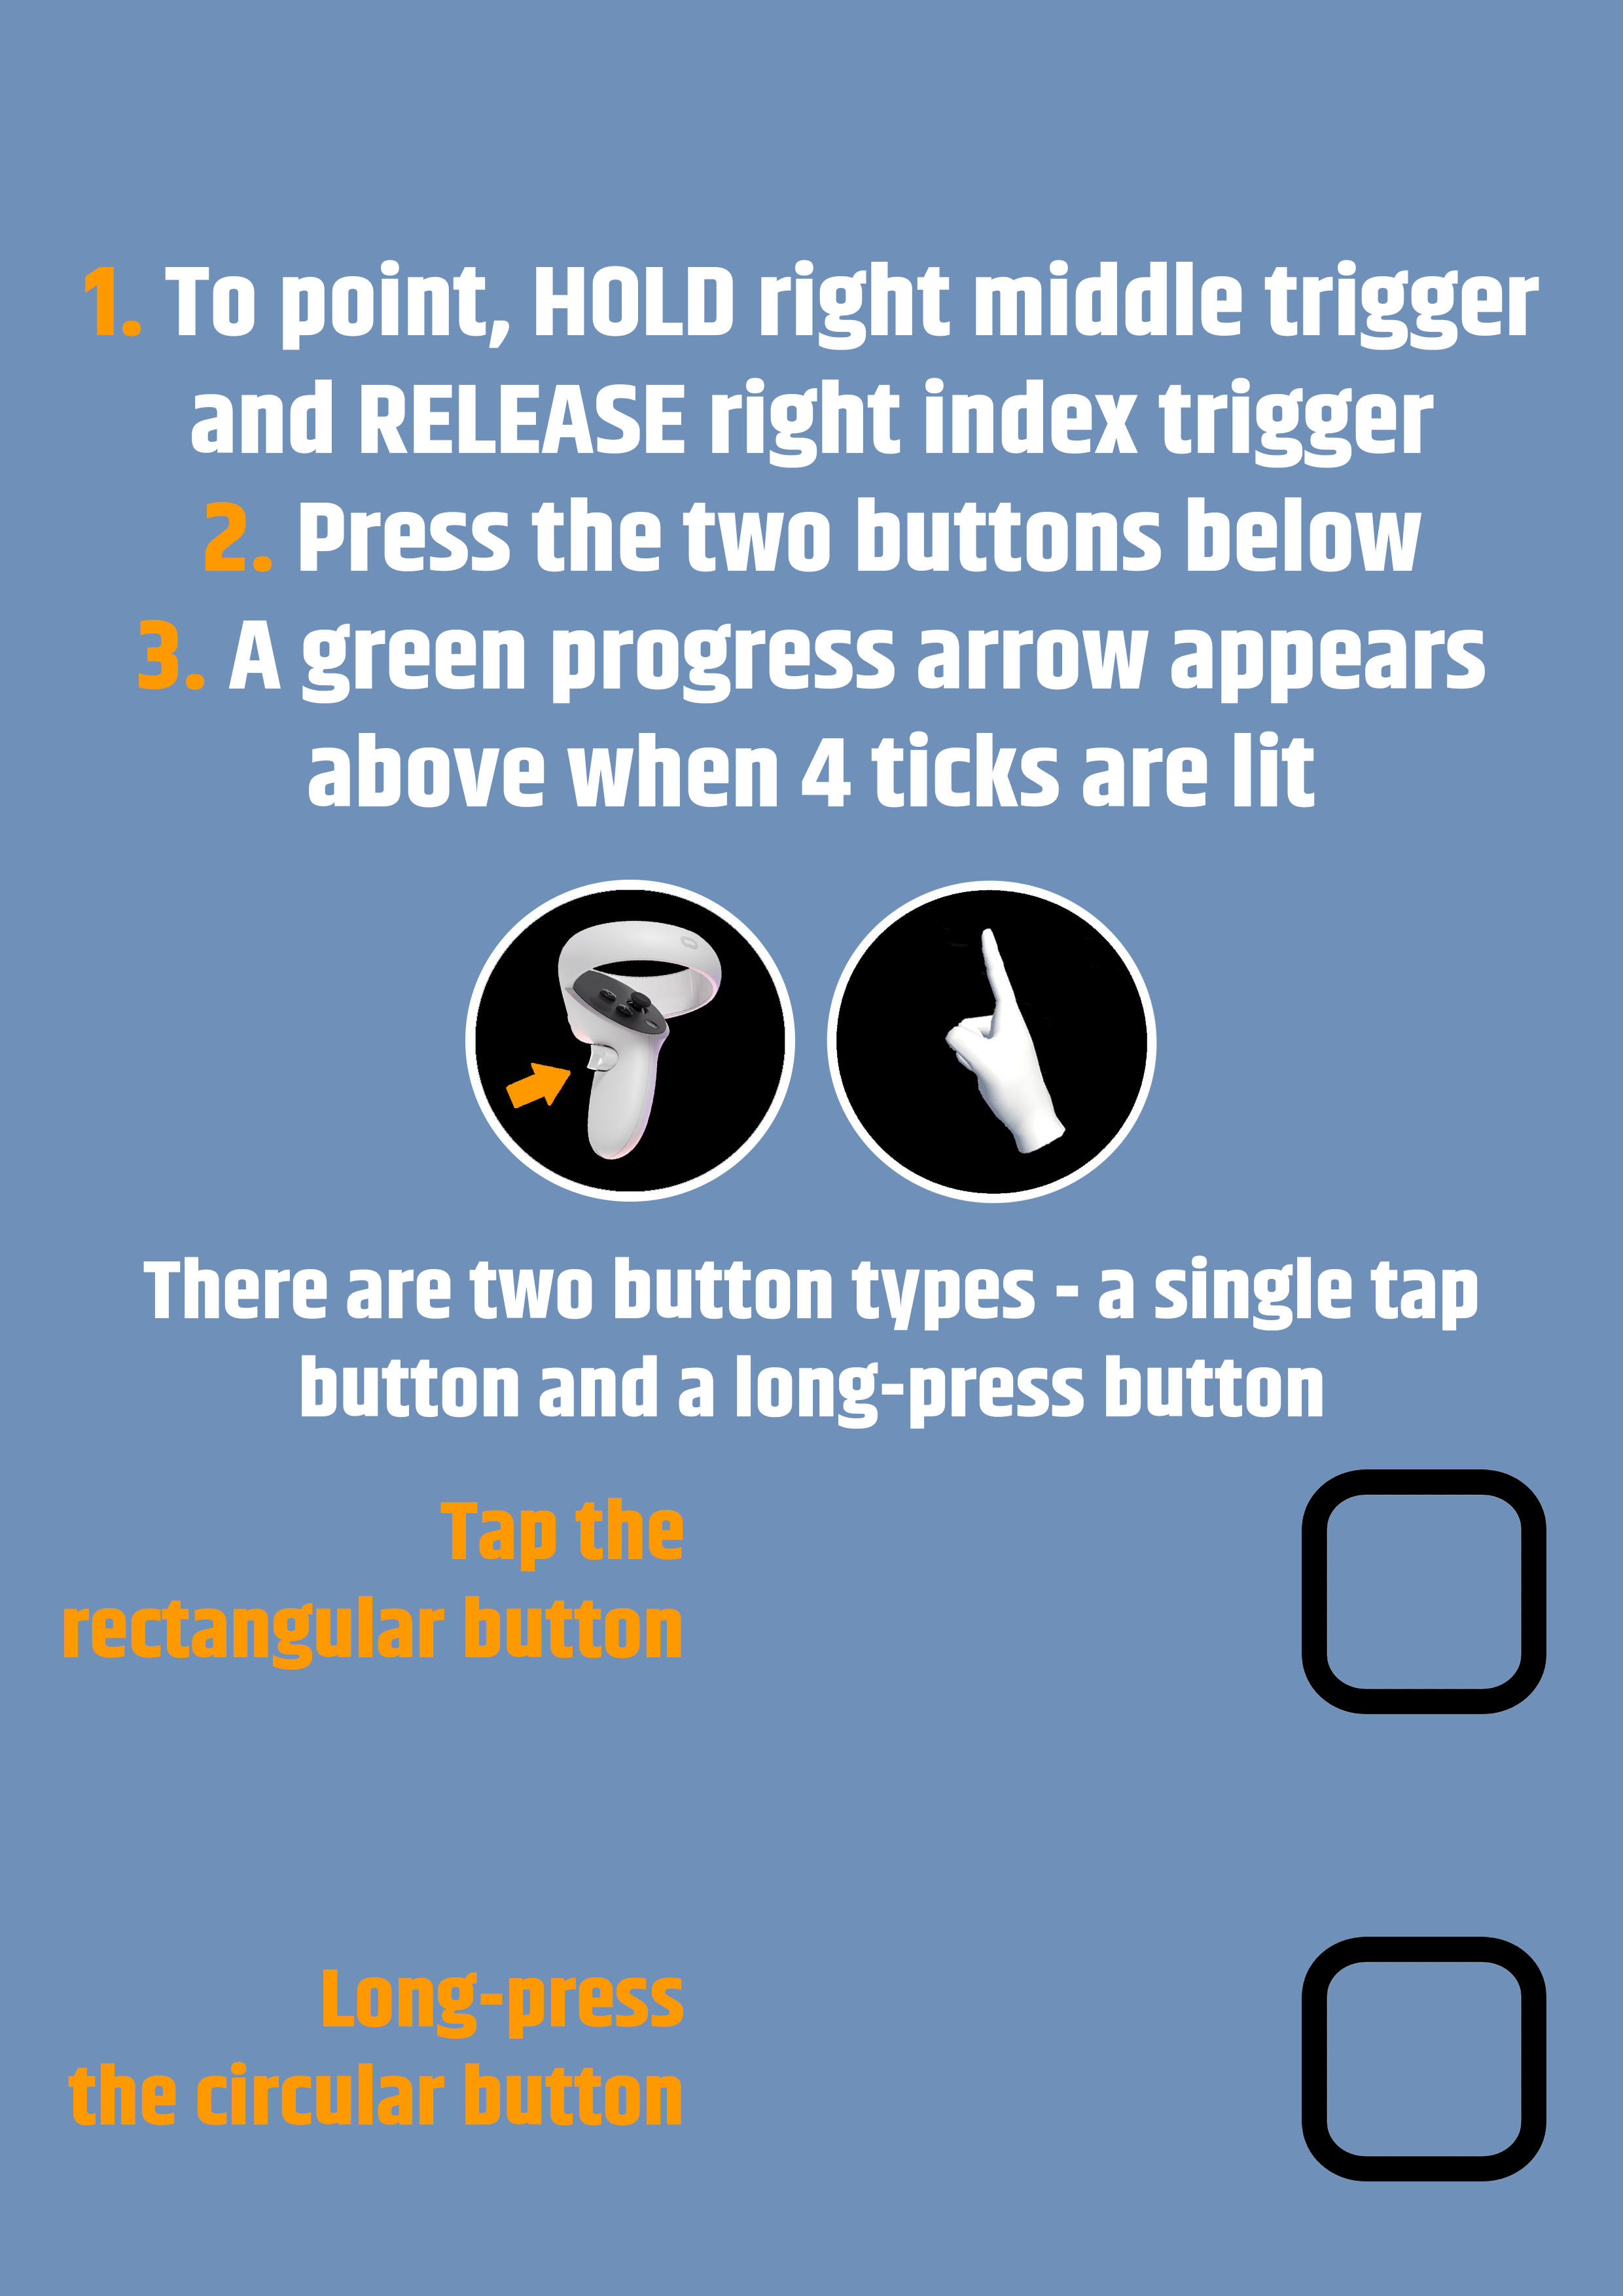 1. To point, HOLD right middle trigger
and RELEASE right index trigger
2. Press the two buttons below
3. A green progress arrow appears
above when 4 ticks are lit
There are two button types - a single tap
button and a long-press button
Tap the
rectangular button
Long-press
the circular button